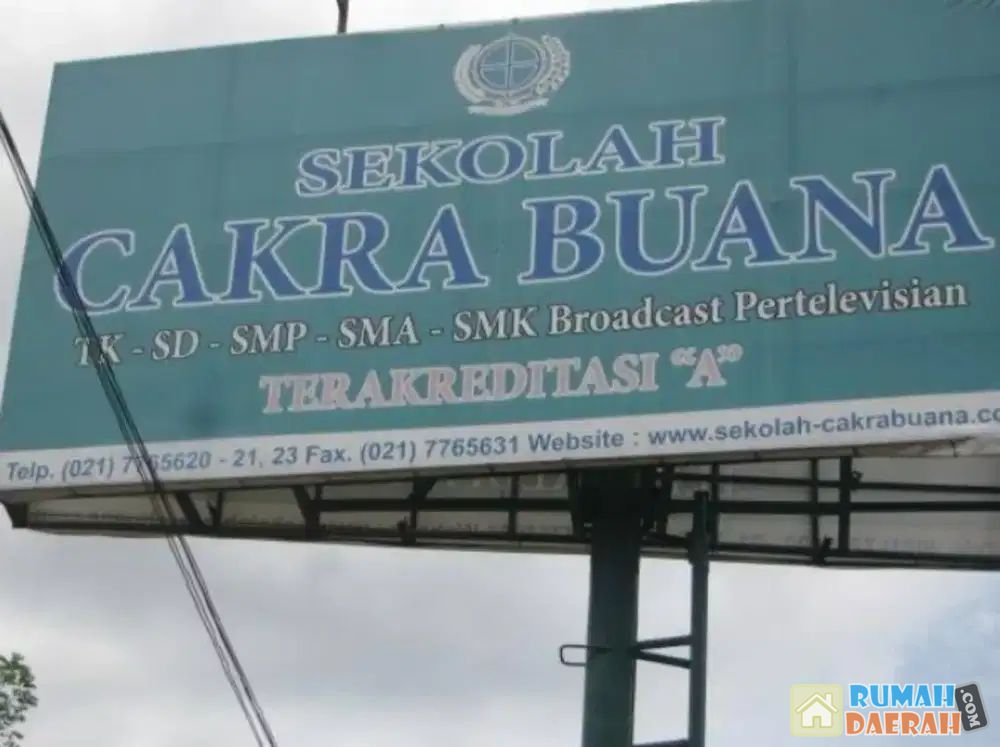 SEKOLAH
CAKRA BUANA
TK - SD - SMP - SMA - SMK Broadcast Pertelevisian
TERAKREDITASI “A”
Telp. (021) 7765620 - 21, 23 Fax. (021) 7765631 Website : www.sekolah-cakrabuana.co
RUMAH
DAERAH.COM